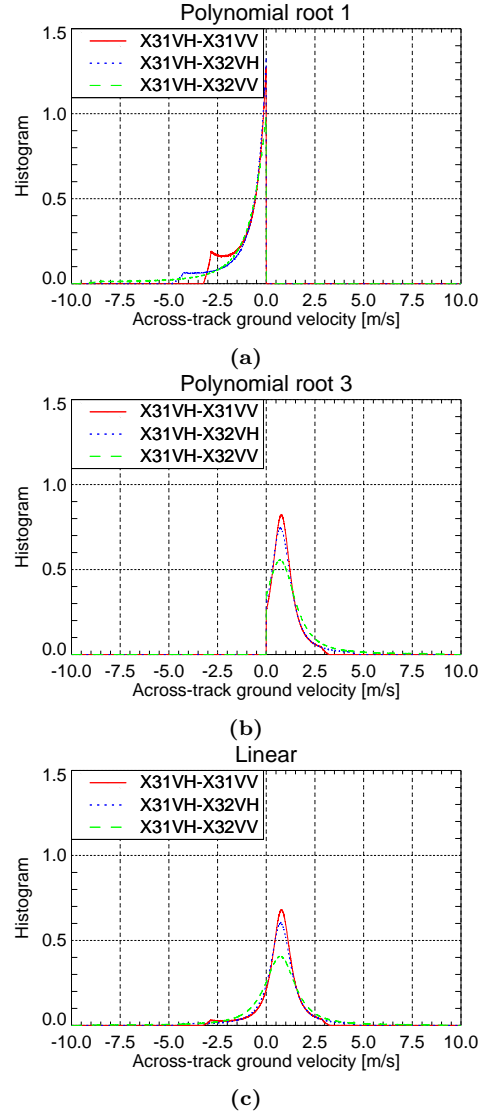 Polynomial root 1
1.5
X31VH-X31VV
X31VH-X32VH
X31VH-X32VV
1.0
Histogram
0.5
0.0
-10.0 -7.5 -5.0 -2.5 0.0 2.5 5.0 7.5 10.0
Across-track ground velocity [m/s]
(a)
Polynomial root 3
1.5
X31VH-X31VV
X31VH-X32VH
X31VH-X32VV
1.0
Histogram
0.5
0.0
-10.0 -7.5 -5.0 -2.5 0.0 2.5 5.0 7.5 10.0
Across-track ground velocity [m/s]
(b)
Linear
1.5
X31VH-X31VV
X31VH-X32VH
X31VH-X32VV
1.0
Histogram
0.5
0.0
-10.0 -7.5 -5.0 -2.5 0.0 2.5 5.0 7.5 10.0
Across-track ground velocity [m/s]
(c)